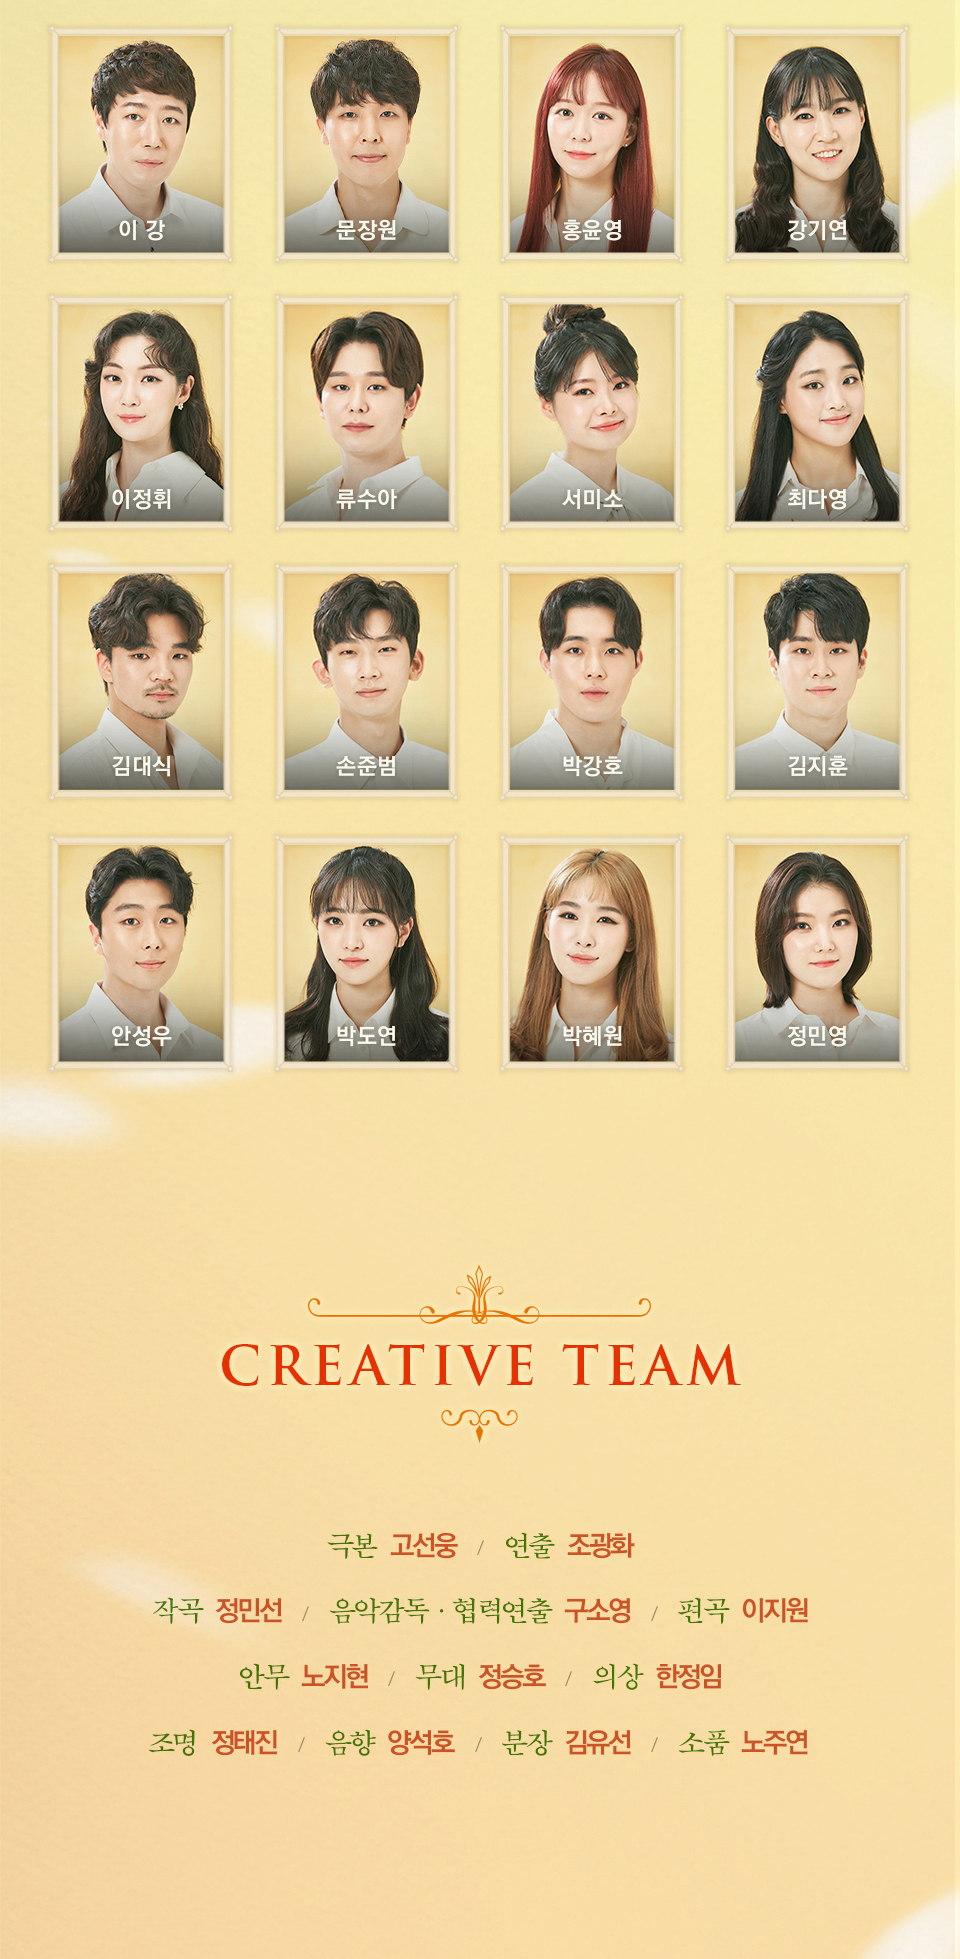 이 강 문장원 홍윤영 강기연
이정휘 류수아 서미소 최다영
김대식 손준범 박강호 김지훈
안성우 박도연 박혜원 정민영
CREATIVE TEAM
극본 고선웅 / 연출 조광화
작곡 정민선 / 음악감독 · 협력연출 구소영 / 편곡 이지원
안무 노지현 / 무대 정승호 / 의상 한정임
조명 정태진 / 음향 양석호 / 분장 김유선 / 소품 노주연